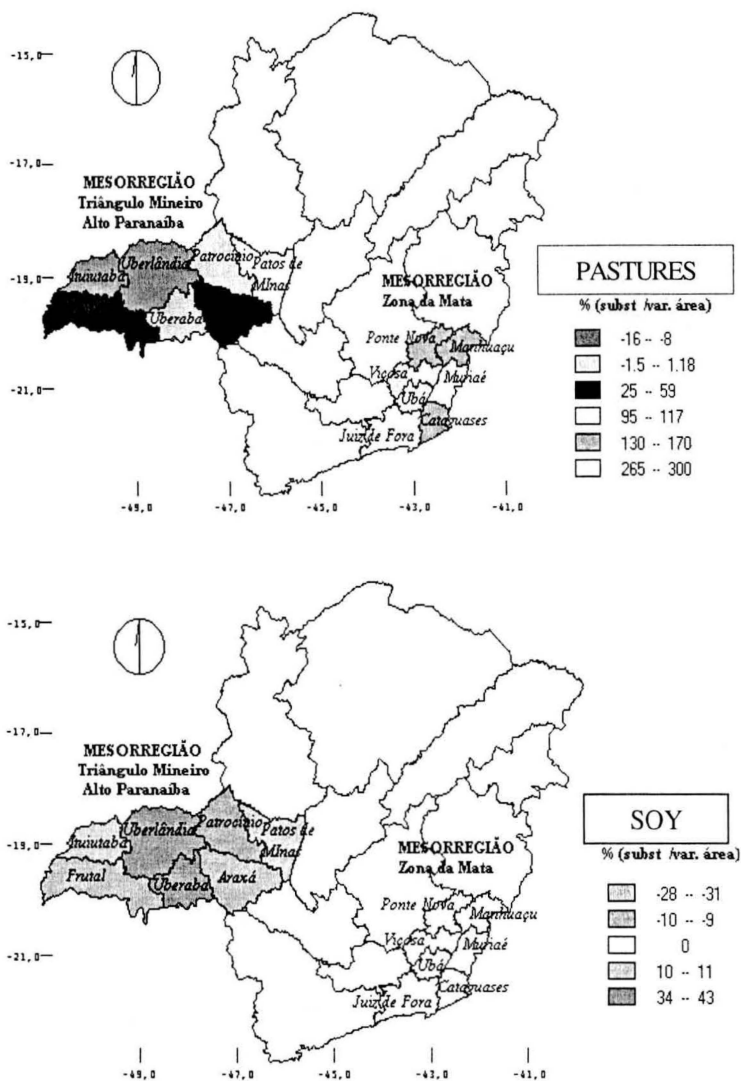 -15,0
-17,0
-19,0
-21,0
MESORREGIÃO
Triângulo Mineiro
Alto Paranaíba
Ituiutaba
Uberlândia
Patrocínio
Patos de
MInas
Uberaba
MESORREGIÃO
Zona da Mata
Ponte Nova
Manhuaçu
Viçosa
Muriaé
Ubá
Cataguases
Juiz de Fora
-49,0 -47,0 -45,0 -43,0 -41,0
PASTURES
% (subst /var. área)
-16 -- -8
-1.5 -- 1.18
25 -- 59
95 -- 117
130 -- 170
265 -- 300
-15,0
-17,0
-19,0
-21,0
MESORREGIÃO
Triângulo Mineiro
Alto Paranaíba
Ituiutaba
Uberlândia
Patrocínio
Patos de
MInas
Frutal
Uberaba
Araxá
MESORREGIÃO
Zona da Mata
Ponte Nova
Manhuaçu
Viçosa
Muriaé
Ubá
Cataguases
Juiz de Fora
-49,0 -47,0 -45,0 -43,0 -41,0
SOY
% (subst /var. área)
-28 -- -31
-10 -- -9
0
10 -- 11
34 -- 43